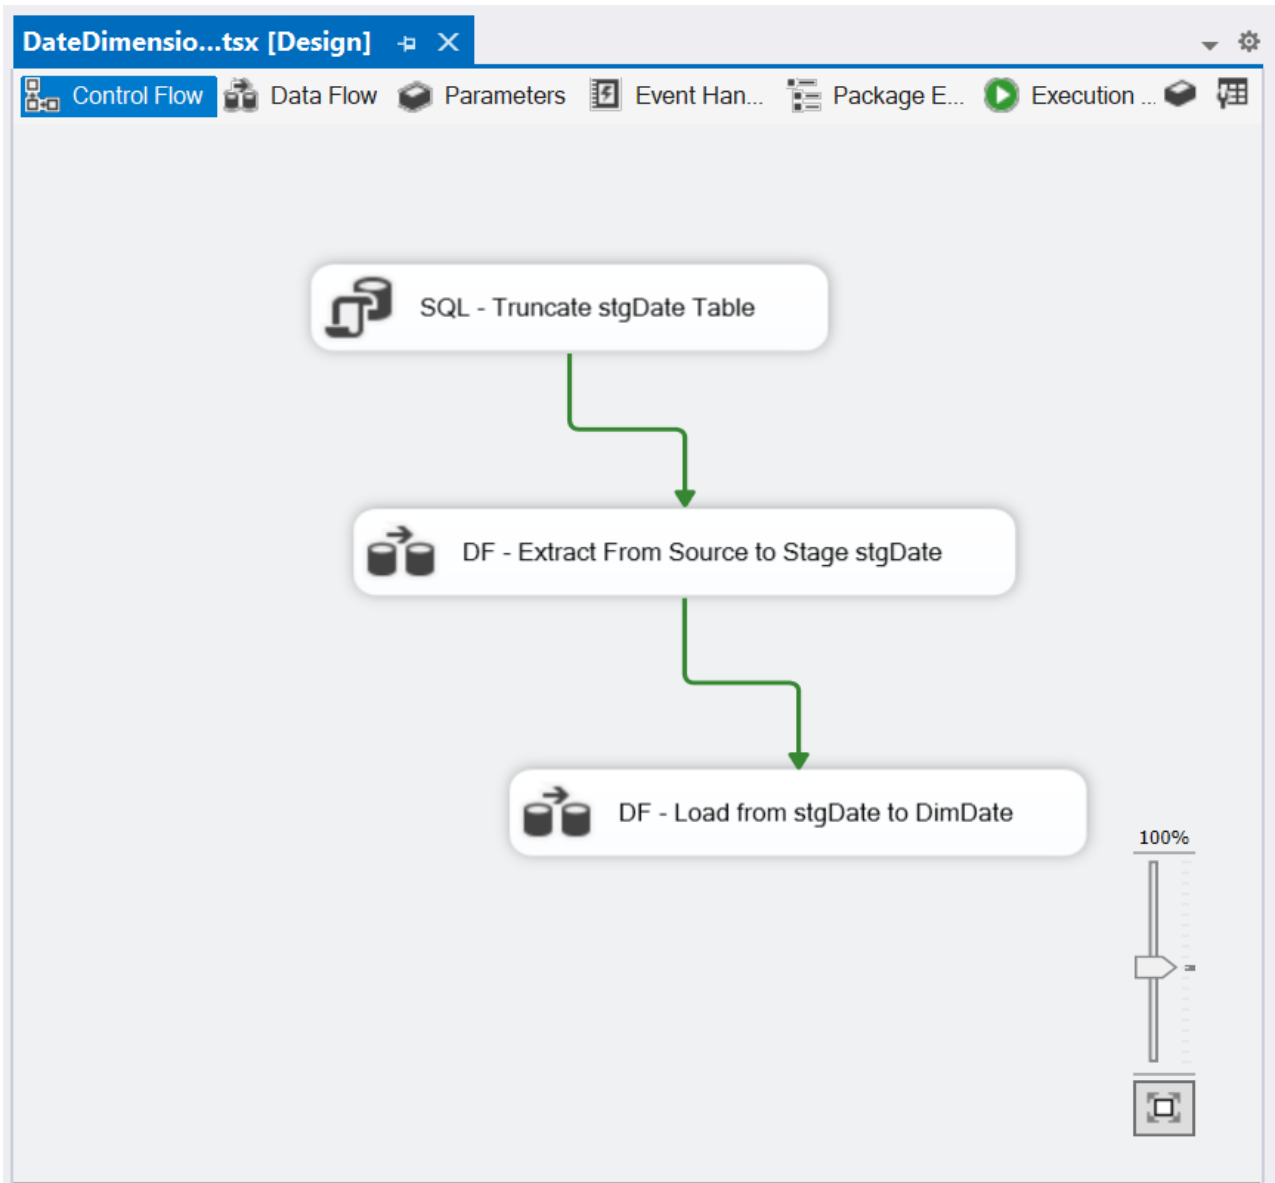 DateDimensio...tsx [Design]
Control Flow Data Flow Parameters Event Han... Package E... Execution ...
SQL - Truncate stgDate Table
DF - Extract From Source to Stage stgDate
DF - Load from stgDate to DimDate
100%